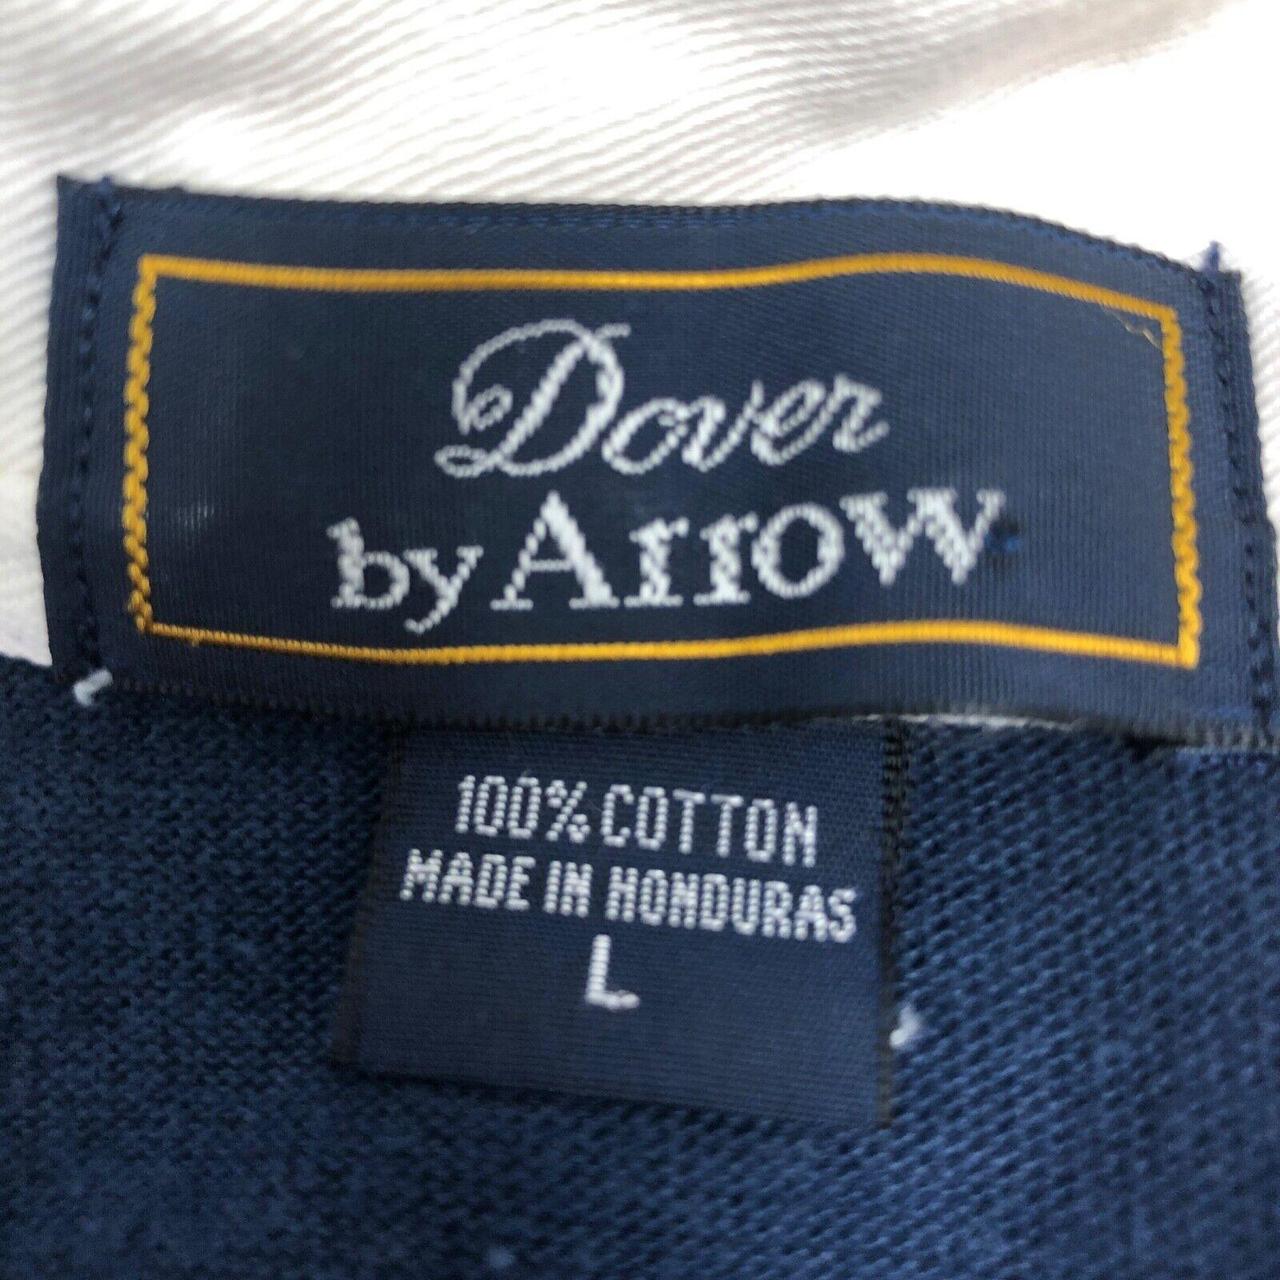 Dover
by Arrow
100% COTTON
MADE IN HONDURAS
L